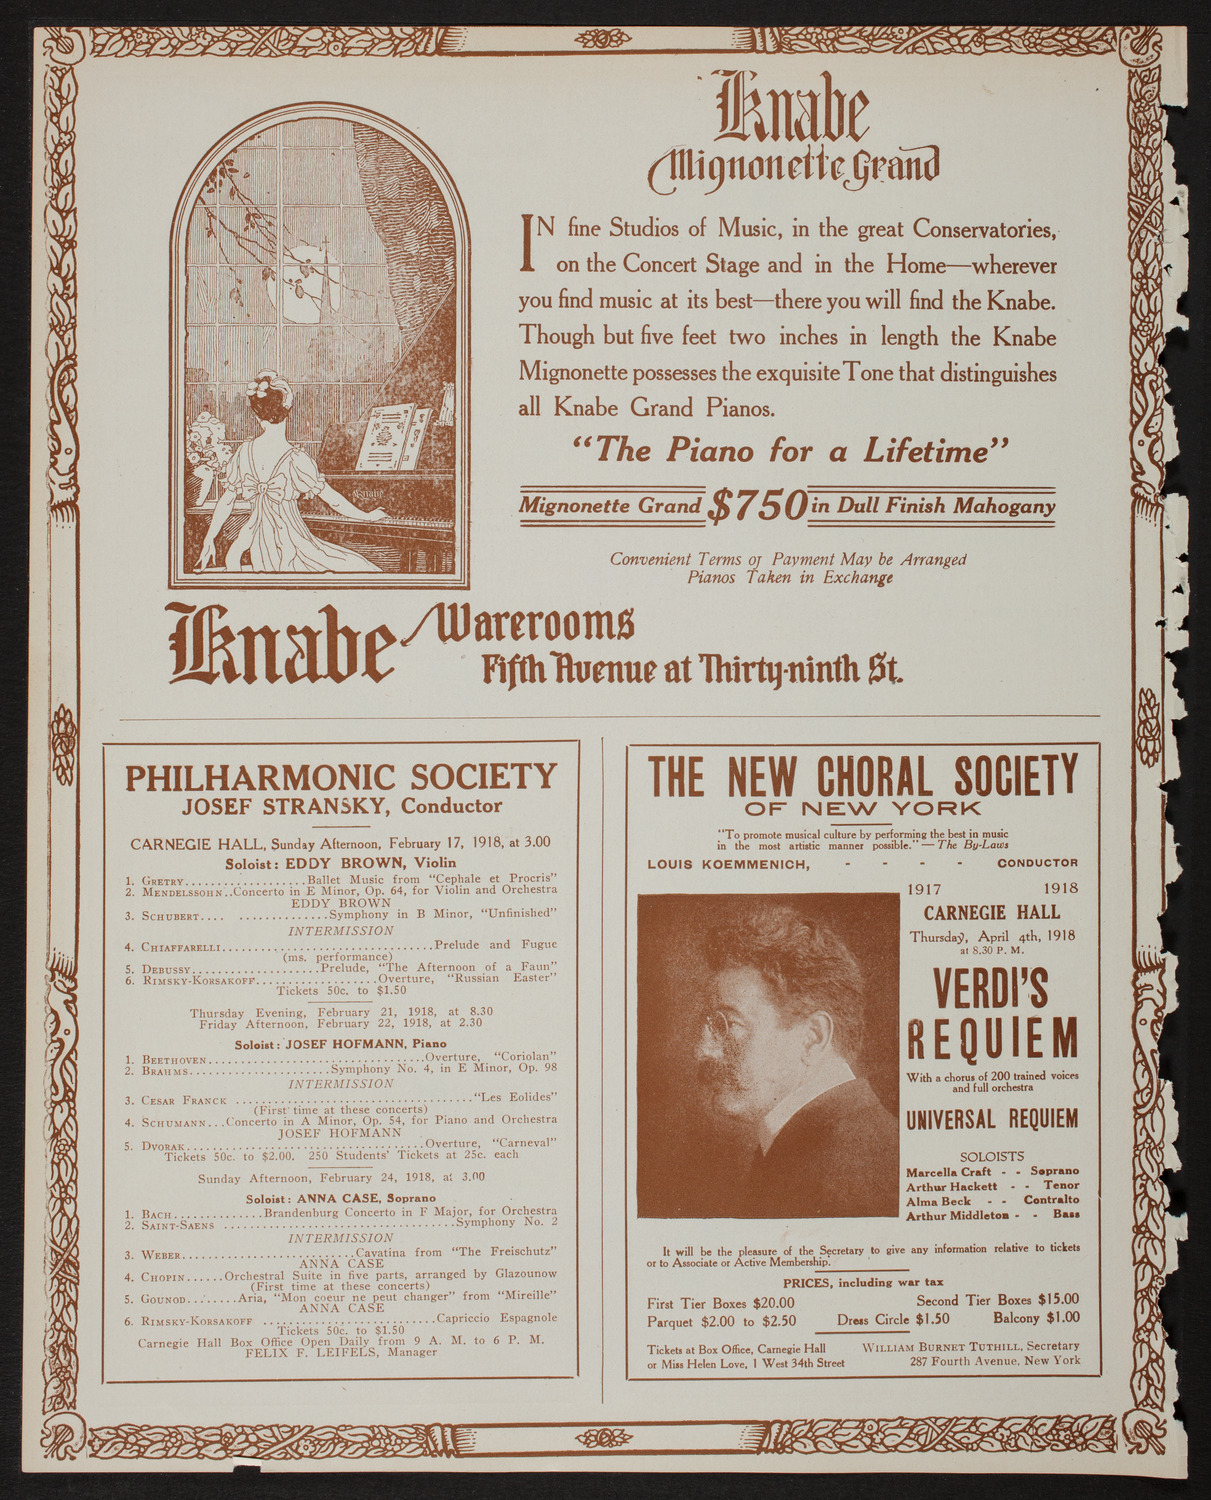 Knabe
Mignonette Grand
IN fine Studios of Music, in the great Conservatories,
on the Concert Stage and in the Home—wherever
you find music at its best—there you will find the Knabe.
Though but five feet two inches in length the Knabe
Mignonette possesses the exquisite Tone that distinguishes
all Knabe Grand Pianos.
"The Piano for a Lifetime"
Mignonette Grand $750 in Dull Finish Mahogany
Convenient Terms of Payment May be Arranged
Pianos Taken in Exchange
Knabe
Knabe Warerooms
Fifth Avenue at Thirty-ninth St.
PHILHARMONIC SOCIETY
JOSEF STRANSKY, Conductor
CARNEGIE HALL, Sunday Afternoon, February 17, 1918, at 3.00
Soloist: EDDY BROWN, Violin
1. GRETRY..................Ballet Music from "Cephale et Procris"
2. MENDELSSOHN..Concerto in E Minor, Op. 64, for Violin and Orchestra
EDDY BROWN
3. SCHUBERT.... ..............Symphony in B Minor, "Unfinished"
INTERMISSION
4. CHIAFFARELLI................................Prelude and Fugue
(ms. performance)
5. DEBUSSY...................Prelude, "The Afternoon of a Faun"
6. RIMSKY-KORSAKOFF..................Overture, "Russian Easter"
Tickets 50c. to $1.50
Thursday Evening, February 21, 1918, at 8.30
Friday Afternoon, February 22, 1918, at 2.30
Soloist: JOSEF HOFMANN, Piano
1. BEETHOVEN.................................Overture, "Coriolan"
2. BRAHMS.....................Symphony No. 4, in E Minor, Op. 98
INTERMISSION
3. CESAR FRANCK ...................................."Les Eolides"
(First time at these concerts)
4. SCHUMANN...Concerto in A Minor, Op. 54, for Piano and Orchestra
JOSEF HOFMANN
5. DVORAK....................................Overture, "Carneval"
Tickets 50c. to $2.00. 250 Students' Tickets at 25c. each
Sunday Afternoon, February 24, 1918, at 3.00
Soloist: ANNA CASE, Soprano
1. BACH.............Brandenburg Concerto in F Major, for Orchestra
2. SAINT-SAENS ...................................Symphony No. 2
INTERMISSION
3. WEBER..........................Cavatina from "The Freischutz"
ANNA CASE
4. CHOPIN......Orchestral Suite in five parts, arranged by Glazounow
(First time at these concerts)
5. GOUNOD........Aria, "Mon coeur ne peut changer" from "Mireille"
ANNA CASE
6. RIMSKY-KORSAKOFF ..........................Capriccio Espagnole
Tickets 50c. to $1.50
Carnegie Hall Box Office Open Daily from 9 A. M. to 6 P. M.
FELIX F. LEIFELS, Manager
THE NEW CHORAL SOCIETY
OF NEW YORK
"To promote musical culture by performing the best in music
in the most artistic manner possible."—The By-Laws
LOUIS KOEMMENICH, - - - - CONDUCTOR
1917 1918
CARNEGIE HALL
Thursday, April 4th, 1918
at 8.30 P. M.
VERDI'S
REQUIEM
With a chorus of 200 trained voices
and full orchestra
UNIVERSAL REQUIEM
SOLOISTS
Marcella Craft - - Soprano
Arthur Hackett - - Tenor
Alma Beck - - Contralto
Arthur Middleton - - Bass
It will be the pleasure of the Secretary to give any information relative to tickets
or to Associate or Active Membership.
PRICES, including war tax
First Tier Boxes $20.00 Second Tier Boxes $15.00
Parquet $2.00 to $2.50 Dress Circle $1.50 Balcony $1.00
Tickets at Box Office, Carnegie Hall
or Miss Helen Love, 1 West 34th Street
WILLIAM BURNET TUTHILL, Secretary
287 Fourth Avenue, New York